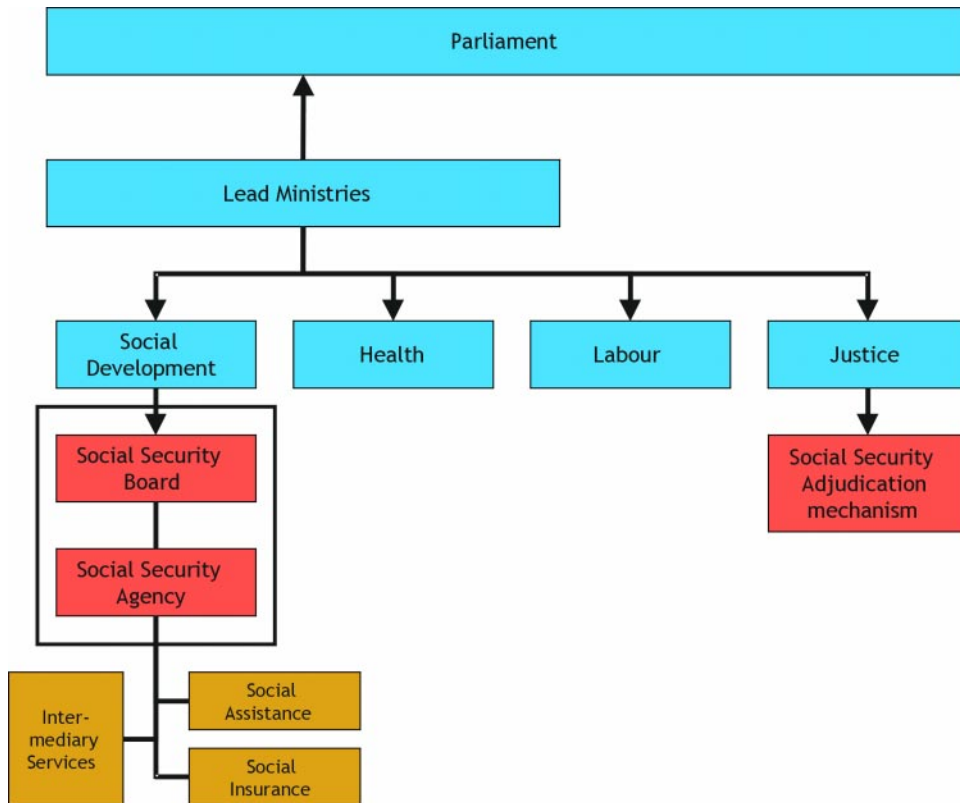 Parliament
Lead Ministries
Social
Development
Health
Labour
Justice
Social Security
Board
Social Security
Adjudication
mechanism
Social Security
Agency
Inter-
mediary
Services
Social
Assistance
Social
Insurance